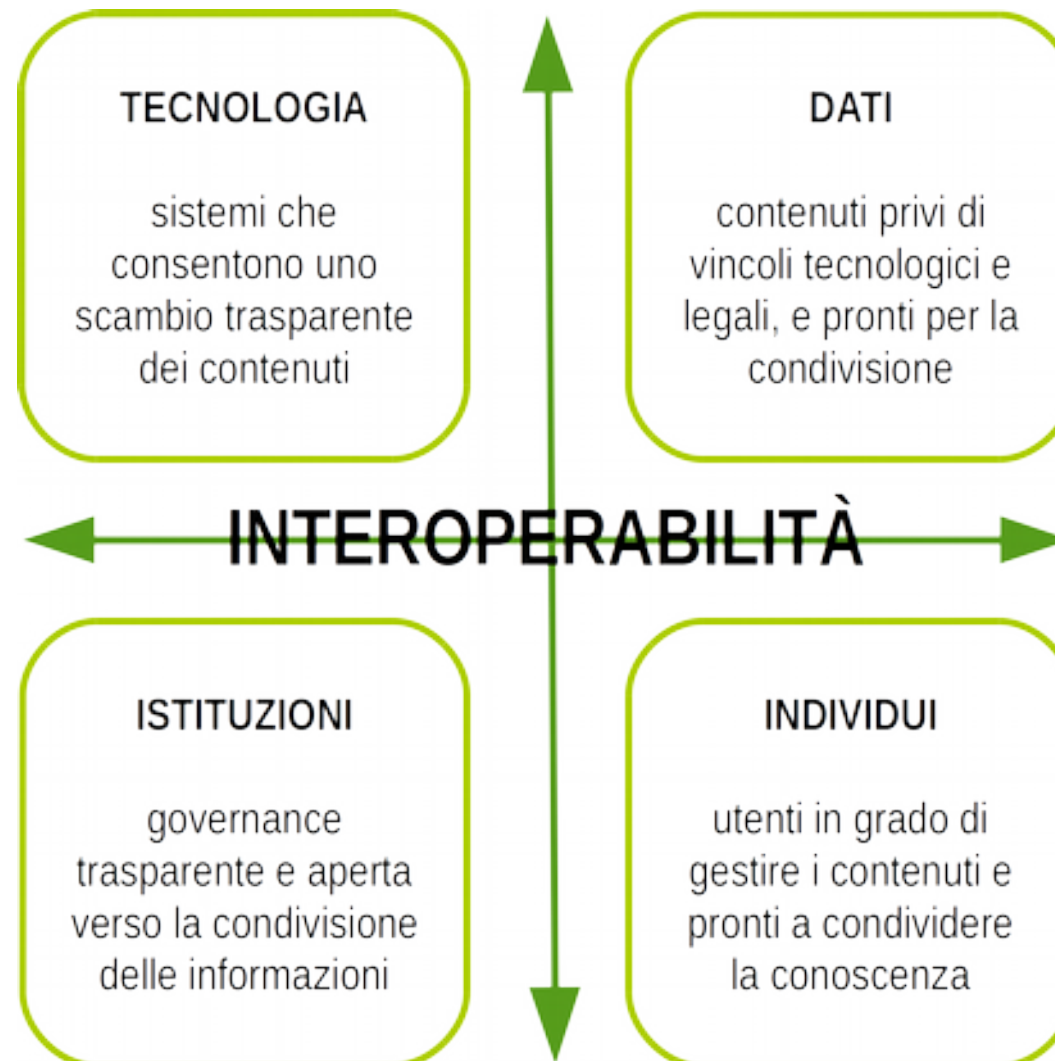 TECNOLOGIA
sistemi che
consentono uno
scambio trasparente
dei contenuti
DATI
contenuti privi di
vincoli tecnologici e
legali, e pronti per la
condivisione
INTEROPERABILITÀ
ISTITUZIONI
governance
trasparente e aperta
verso la condivisione
delle informazioni
INDIVIDUI
utenti in grado di
gestire i contenuti e
pronti a condividere
la conoscenza